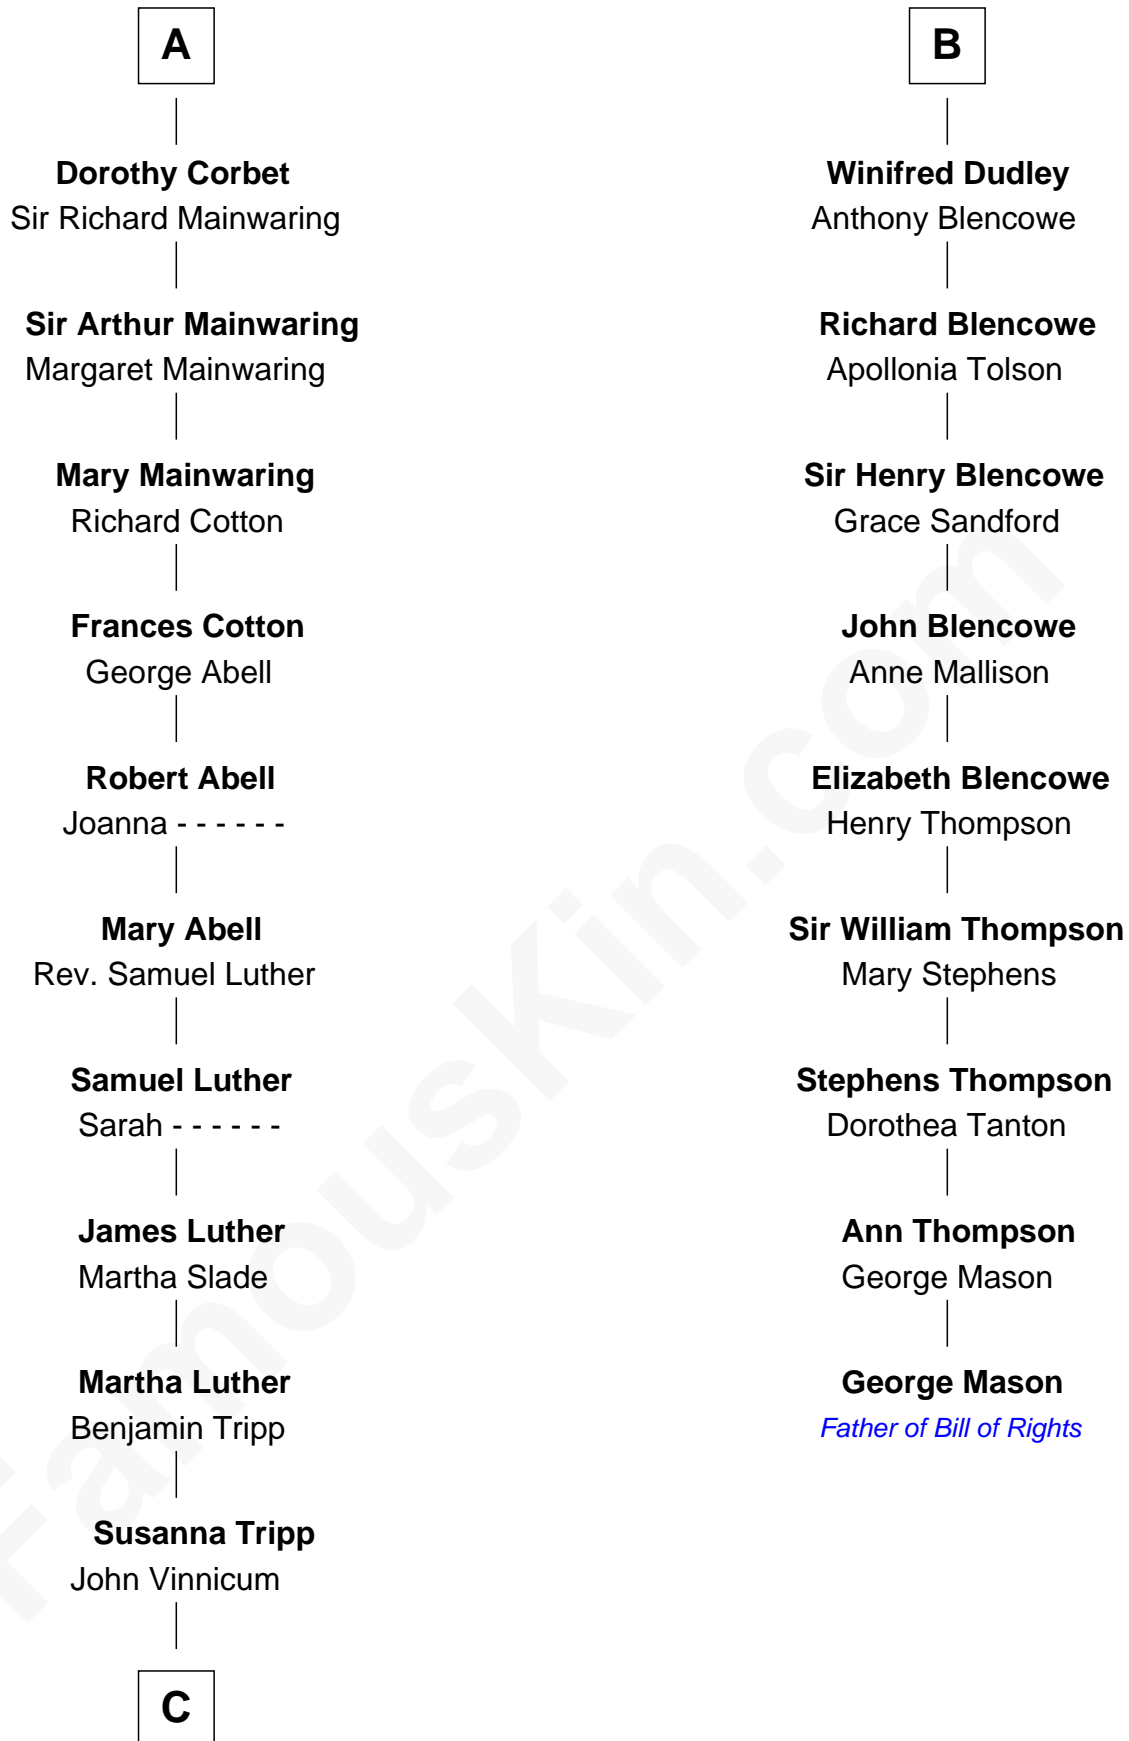 A
Dorothy Corbet
Sir Richard Mainwaring
Sir Arthur Mainwaring
Margaret Mainwaring
Mary Mainwaring
Richard Cotton
Frances Cotton
George Abell
Robert Abell
Joanna - - - - - -
Mary Abell
Rev. Samuel Luther
Samuel Luther
Sarah - - - - - -
James Luther
Martha Slade
Martha Luther
Benjamin Tripp
Susanna Tripp
John Vinnicum
C
B
Winifred Dudley
Anthony Blencowe
Richard Blencowe
Apollonia Tolson
Sir Henry Blencowe
Grace Sandford
John Blencowe
Anne Mallison
Elizabeth Blencowe
Henry Thompson
Sir William Thompson
Mary Stephens
Stephens Thompson
Dorothea Tanton
Ann Thompson
George Mason
George Mason
Father of Bill of Rights
FamousKin.com